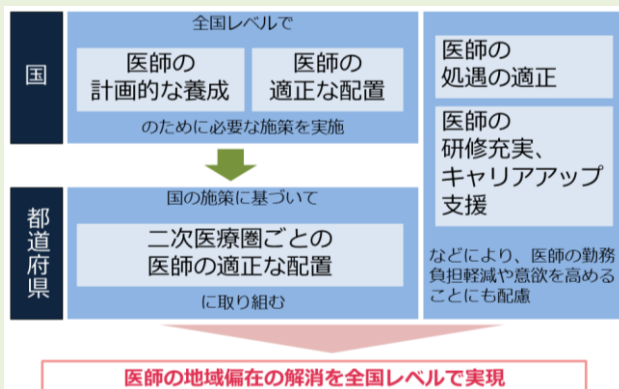 国
全国レベルで
医師の
計画的な養成
医師の
適正な配置
のために必要な施策を実施
都道府県
国の施策に基づいて
二次医療圏ごとの
医師の適正な配置
に取り組む
医師の
処遇の適正
医師の
研修充実、
キャリアアップ
支援
などにより、医師の勤務
負担軽減や意欲を高める
ことにも配慮
医師の地域偏在の解消を全国レベルで実現